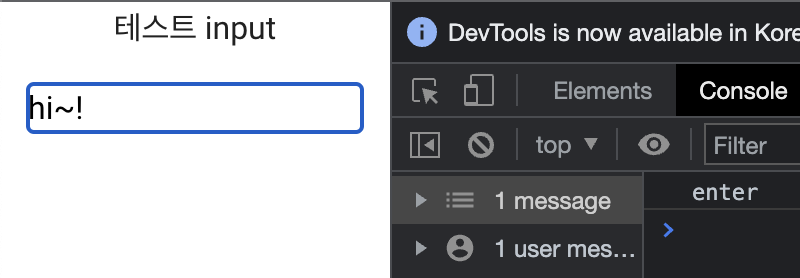 테스트 input
hi~!
DevTools is now available in Kore
Elements
Console
top
Filter
1 message
1 user mes…
enter